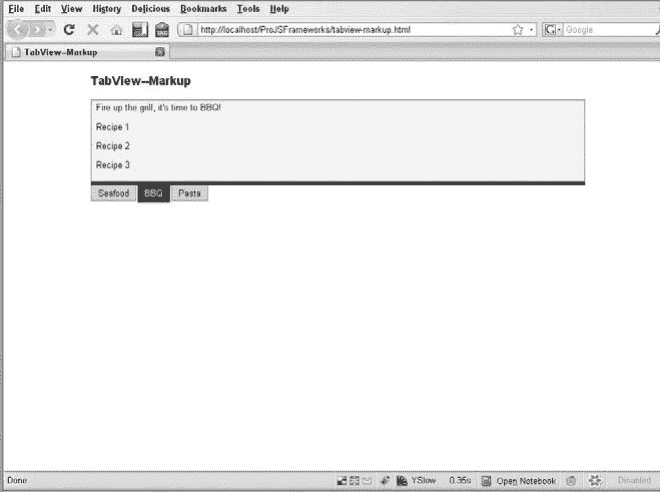 File Edit View History Delicious Bookmarks Tools Help
http://localhost/ProJSFrameworks/tabview-markup.html
G Google
TabView--Markup
TabView--Markup
Fire up the grill, it's time to BBQ!
Recipe 1
Recipe 2
Recipe 3
Seafood BBQ Pasta
Done YSlow 0.35s Open Notebook Disabled